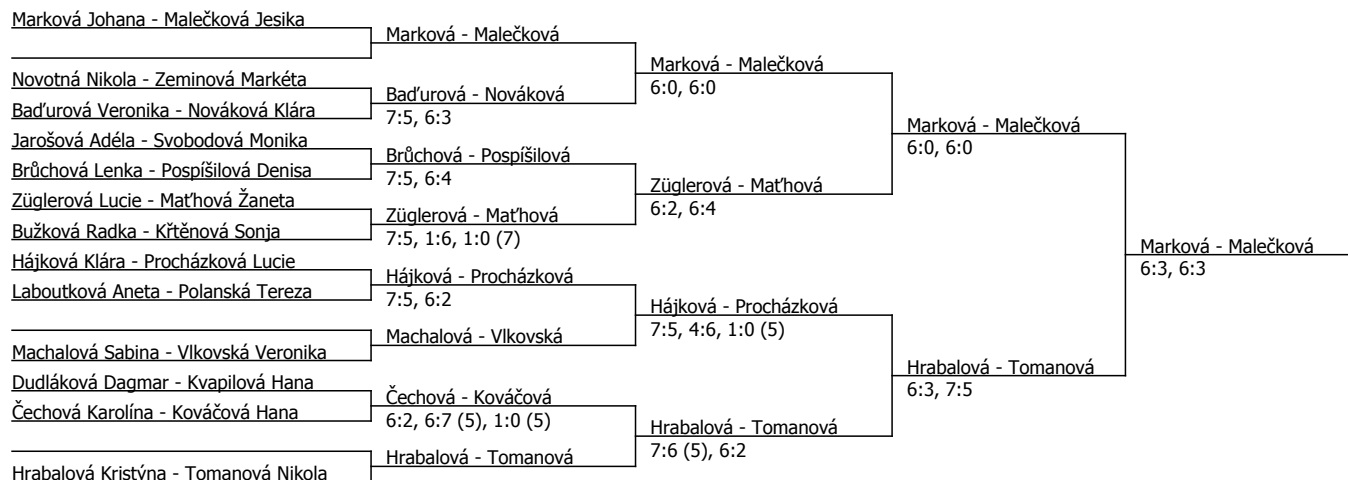 Marková Johana - Malečková Jesika
Novotná Nikola - Zeminová Markéta
Baďurová Veronika - Nováková Klára
Jarošová Adéla - Svobodová Monika
Brůchová Lenka - Pospíšilová Denisa
Züglerová Lucie - Maťhová Žaneta
Bužková Radka - Křtěnová Sonja
Hájková Klára - Procházková Lucie
Laboutková Aneta - Polanská Tereza
Machalová Sabina - Vlkovská Veronika
Dudláková Dagmar - Kvapilová Hana
Čechová Karolína - Kováčová Hana
Hrabalová Kristýna - Tomanová Nikola
Marková - Malečková
Baďurová - Nováková
7:5, 6:3
Brůchová - Pospíšilová
7:5, 6:4
Züglerová - Maťhová
7:5, 1:6, 1:0 (7)
Hájková - Procházková
7:5, 6:2
Machalová - Vlkovská
Čechová - Kováčová
6:2, 6:7 (5), 1:0 (5)
Hrabalová - Tomanová
Marková - Malečková
6:0, 6:0
Züglerová - Maťhová
6:2, 6:4
Hájková - Procházková
7:5, 4:6, 1:0 (5)
Hrabalová - Tomanová
7:6 (5), 6:2
Marková - Malečková
6:0, 6:0
Hrabalová - Tomanová
6:3, 7:5
Marková - Malečková
6:3, 6:3